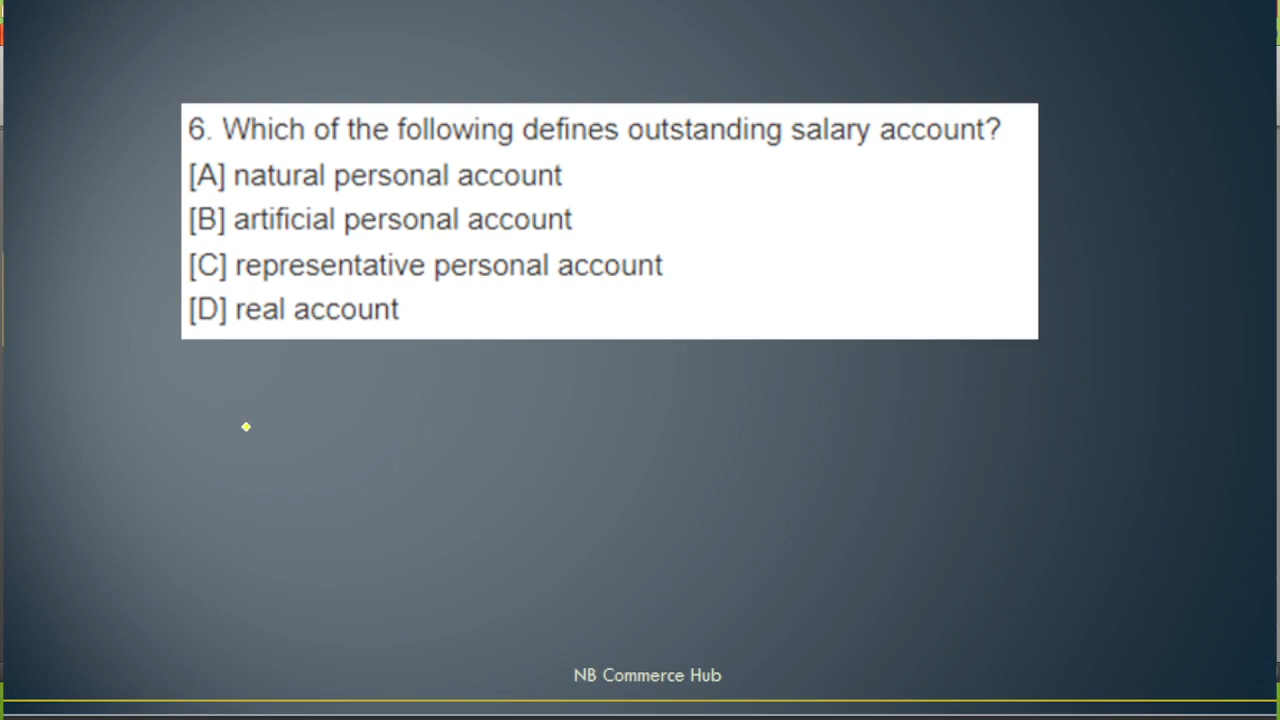 6. Which of the following defines outstanding salary account?
[A] natural personal account
[B] artificial personal account
[C] representative personal account
[D] real account
NB Commerce Hub